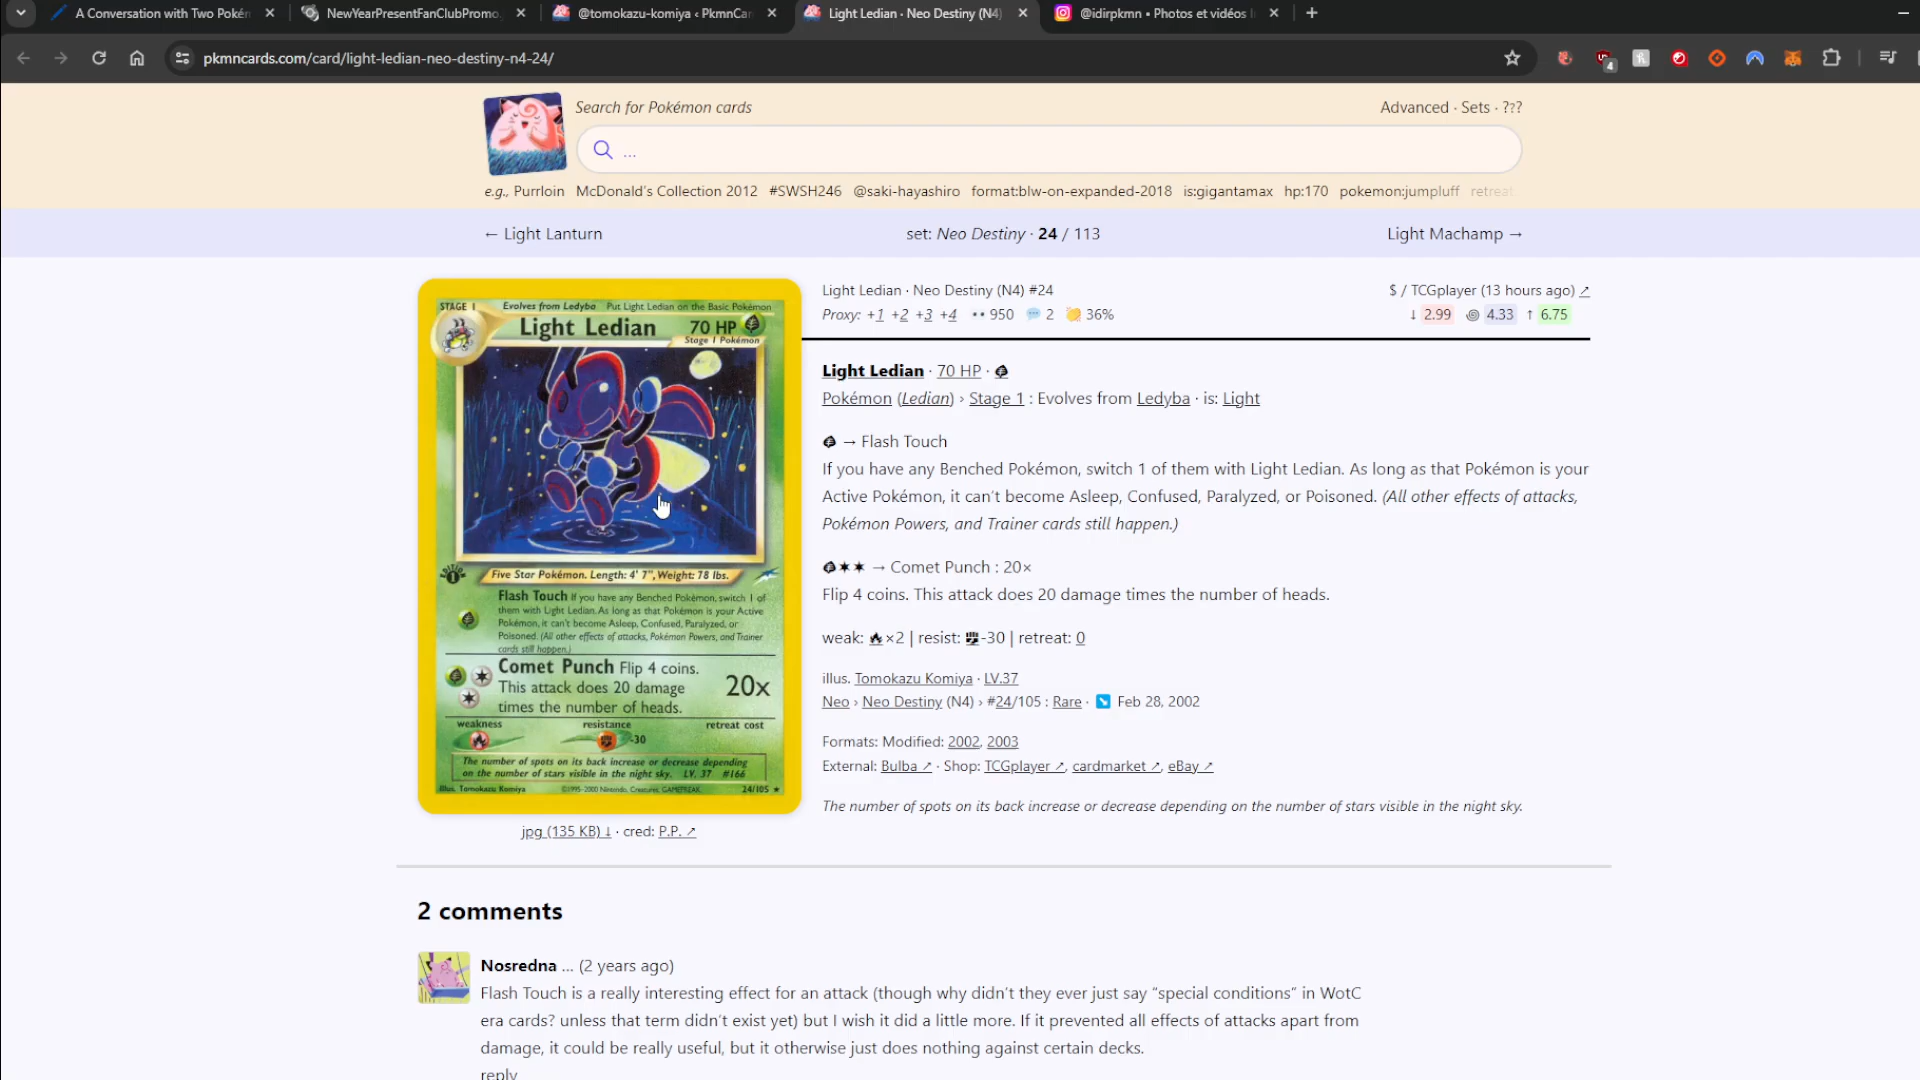 A Conversation with Two Pokém
NewYearPresentFanClubPromo.
@tomokazu-komiya ‹ PkmnCar
Light Ledian · Neo Destiny (N4)
@idirpkmn • Photos et vidéos I
pkmncards.com/card/light-ledian-neo-destiny-n4-24/
4
Search for Pokémon cards
Advanced · Sets · ???
...
e.g., Purrloin McDonald's Collection 2012 #SWSH246 @saki-hayashiro format:blw-on-expanded-2018 is:gigantamax hp:170 pokemon:jumpluff retreat:
← Light Lanturn
set: Neo Destiny · 24 / 113
Light Machamp →
STAGE 1 Evolves from Ledyba Put Light Ledian on the Basic Pokémon
Light Ledian 70 HP
Stage 1 Pokémon
EDITION 1
Five Star Pokémon. Length: 4' 7", Weight: 78 lbs.
Flash Touch If you have any Benched Pokémon, switch 1 of
them with Light Ledian. As long as that Pokémon is your Active
Pokémon, it can't become Asleep, Confused, Paralyzed, or
Poisoned. (All other effects of attacks, Pokémon Powers, and Trainer
cards still happen.)
Comet Punch Flip 4 coins.
This attack does 20 damage
times the number of heads.
20x
weakness resistance retreat cost
-30
The number of spots on its back increase or decrease depending
on the number of stars visible in the night sky. LV. 37 #166
Illus. Tomokazu Komiya ©1995-2000 Nintendo, Creatures, GAMEFREAK. 24/105 ★
jpg (135 KB) ↓ · cred: P.P. ↗
Light Ledian · Neo Destiny (N4) #24
$ / TCGplayer (13 hours ago) ↗
Proxy: +1 +2 +3 +4 •• 950 💬 2 👏 36%
↓ 2.99 4.33 ↑ 6.75
Light Ledian · 70 HP ·
Pokémon (Ledian) › Stage 1 : Evolves from Ledyba · is: Light
→ Flash Touch
If you have any Benched Pokémon, switch 1 of them with Light Ledian. As long as that Pokémon is your
Active Pokémon, it can't become Asleep, Confused, Paralyzed, or Poisoned. (All other effects of attacks,
Pokémon Powers, and Trainer cards still happen.)
→ Comet Punch : 20×
Flip 4 coins. This attack does 20 damage times the number of heads.
weak: ×2 | resist: -30 | retreat: 0
illus. Tomokazu Komiya · LV.37
Neo › Neo Destiny (N4) › #24/105 : Rare · Feb 28, 2002
Formats: Modified: 2002, 2003
External: Bulba ↗ · Shop: TCGplayer ↗, cardmarket ↗, eBay ↗
The number of spots on its back increase or decrease depending on the number of stars visible in the night sky.
2 comments
Nosredna ... (2 years ago)
Flash Touch is a really interesting effect for an attack (though why didn't they ever just say “special conditions” in WotC
era cards? unless that term didn't exist yet) but I wish it did a little more. If it prevented all effects of attacks apart from
damage, it could be really useful, but it otherwise just does nothing against certain decks.
reply